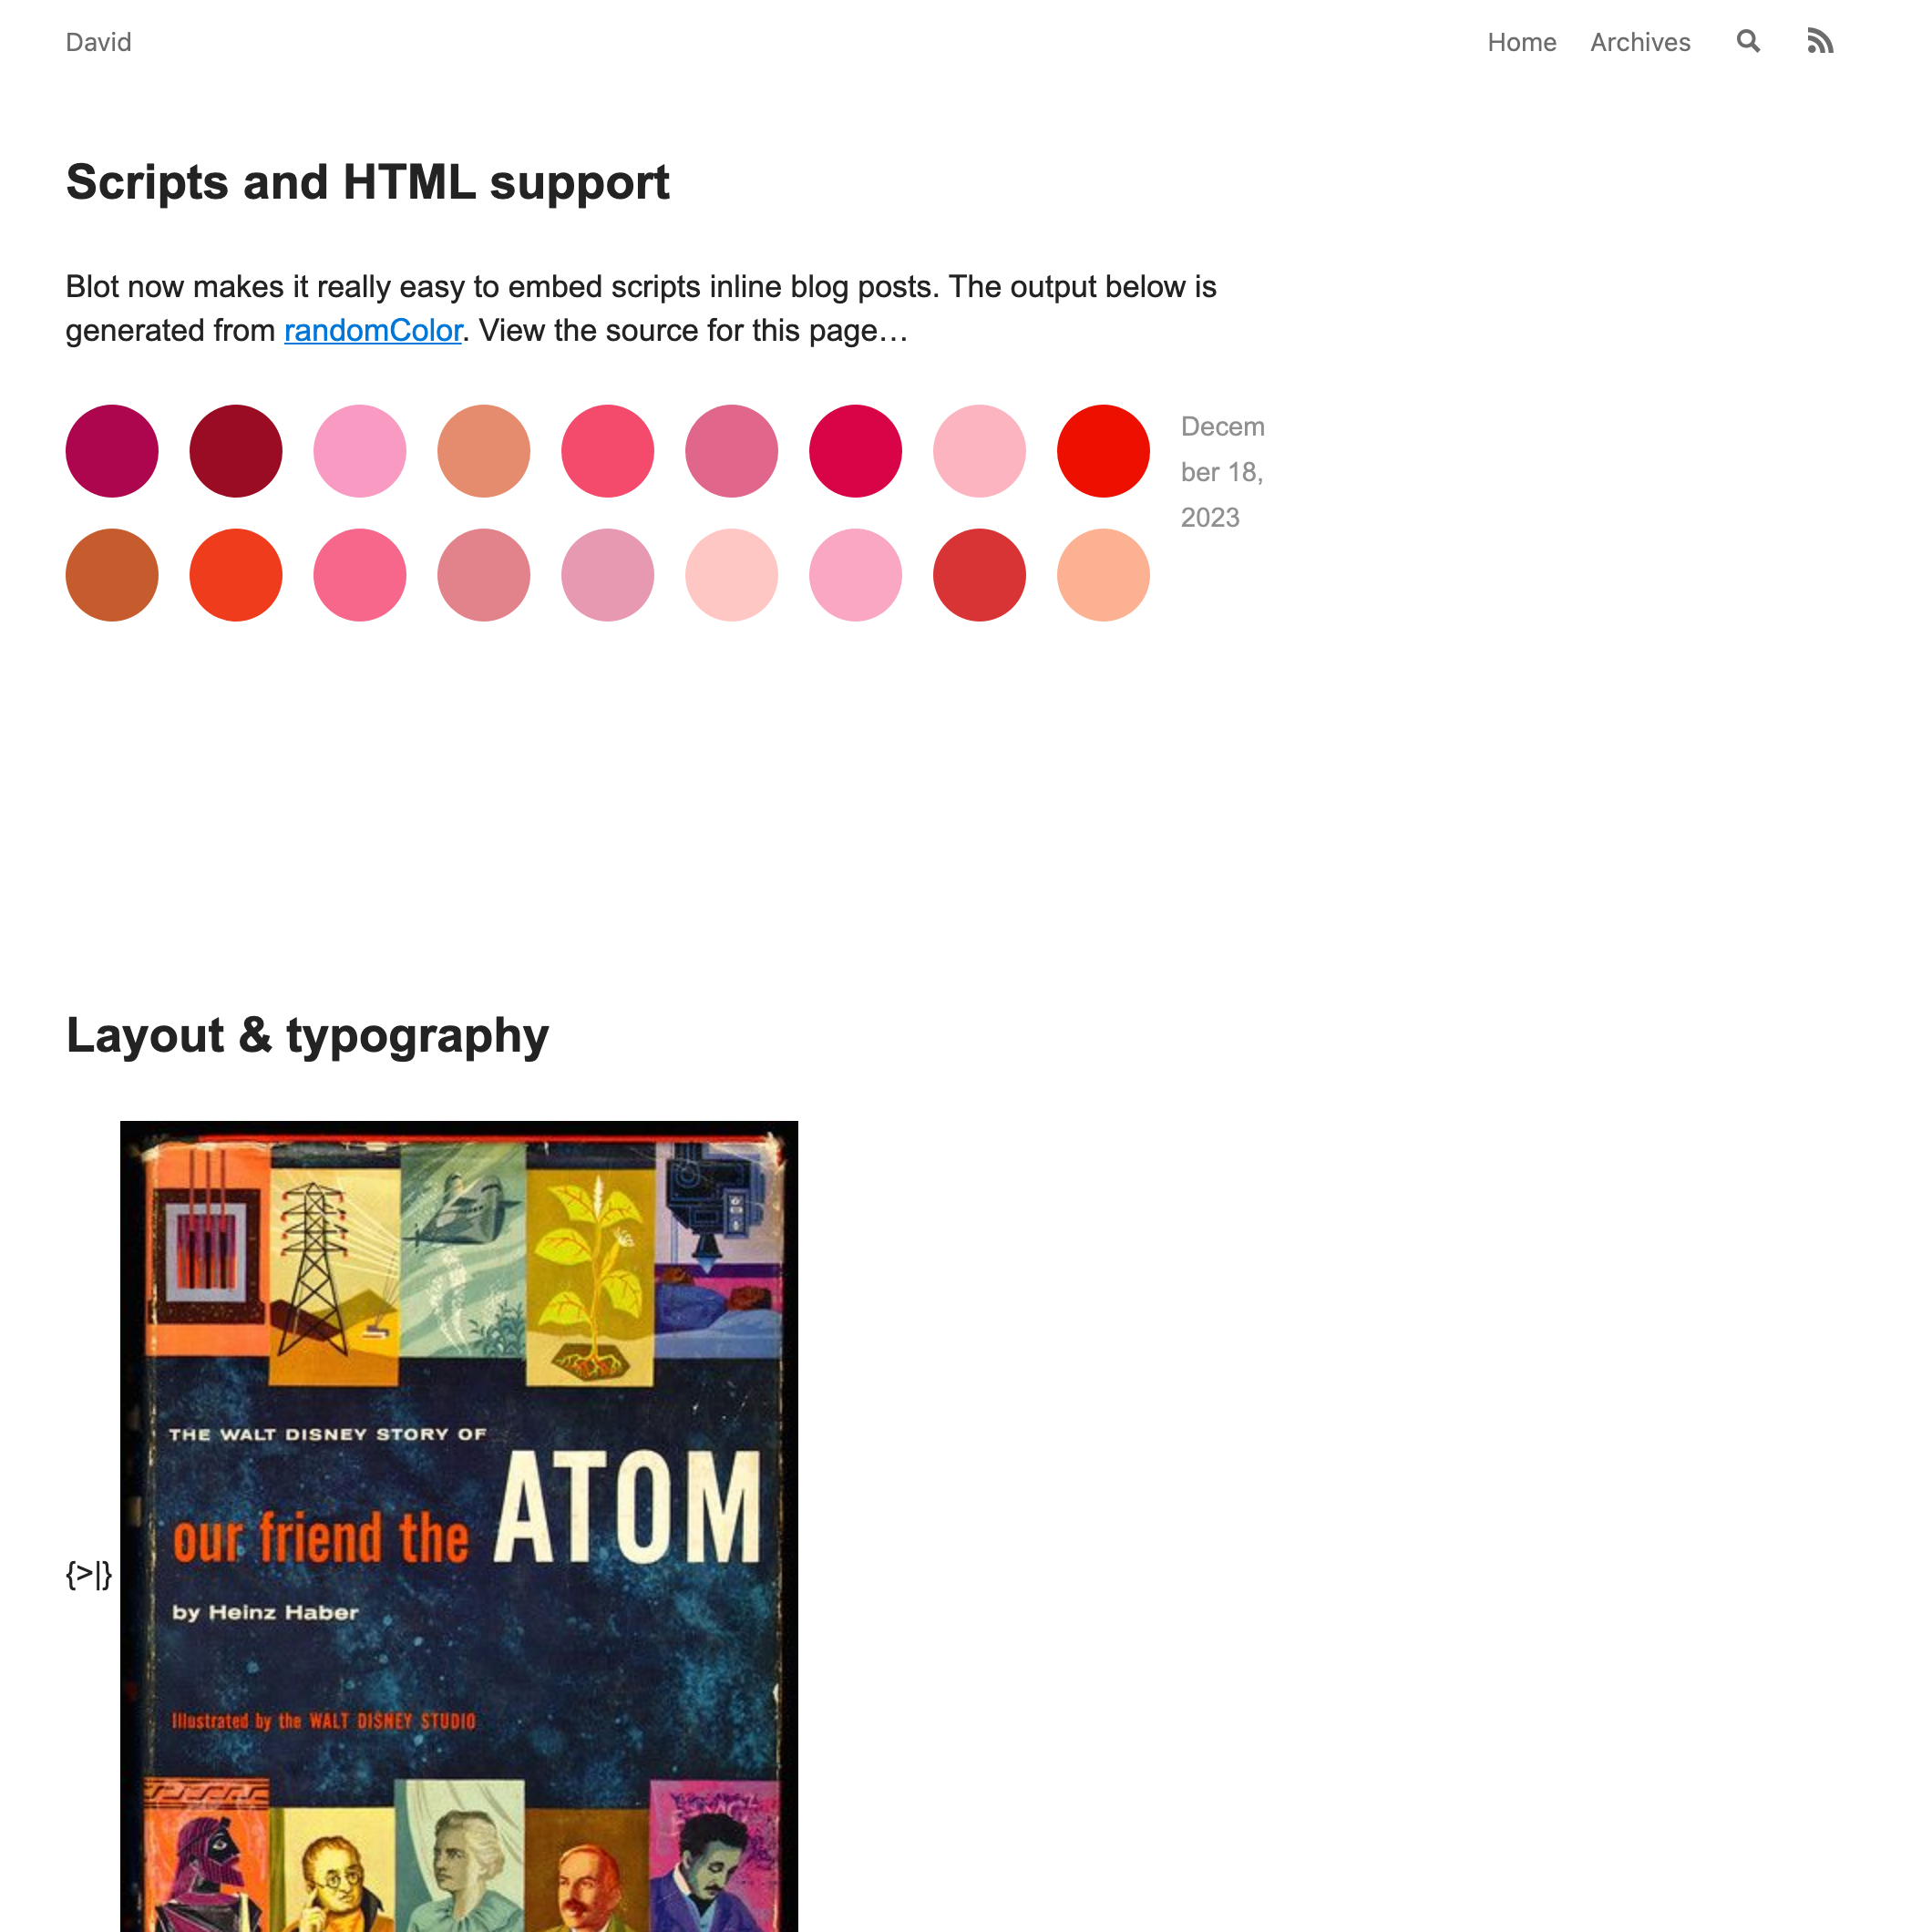 David
Home Archives
Scripts and HTML support
Blot now makes it really easy to embed scripts inline blog posts. The output below is
generated from randomColor. View the source for this page…
Decem
ber 18,
2023
Layout & typography
THE WALT DISNEY STORY OF
our friend the ATOM
{>|}
by Heinz Haber
Illustrated by the WALT DISNEY STUDIO